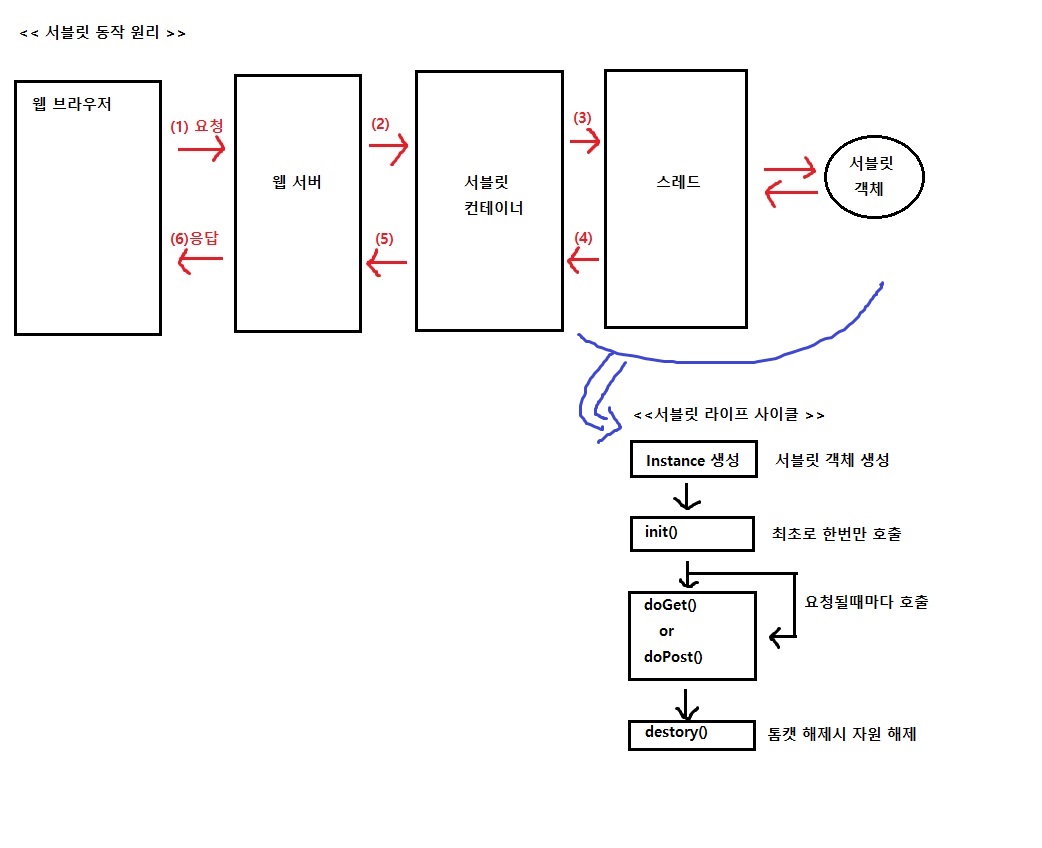 << 서블릿 동작 원리 >>
웹 브라우저
(1) 요청
(2)
(3)
웹 서버
서블릿
컨테이너
스레드
서블릿
객체
(6)응답
(5)
(4)
<<서블릿 라이프 사이클 >>
Instance 생성
서블릿 객체 생성
init()
최초로 한번만 호출
doGet()
or
doPost()
요청될때마다 호출
destory()
톰캣 해제시 자원 해제